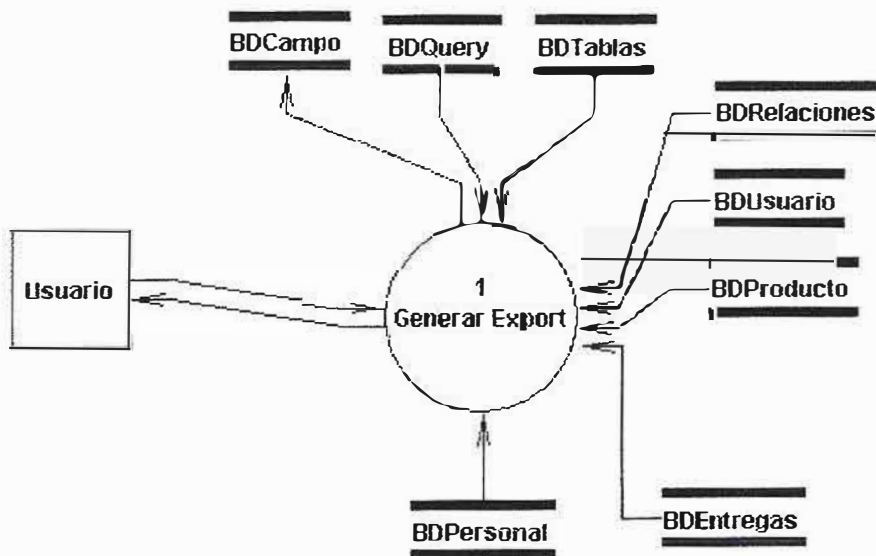 BDCampo
BDQuery
BDTablas
BDRelaciones
BDUsuario
Usuario
1
Generar Export
BDProducto
BDPersonal
BDEntregas